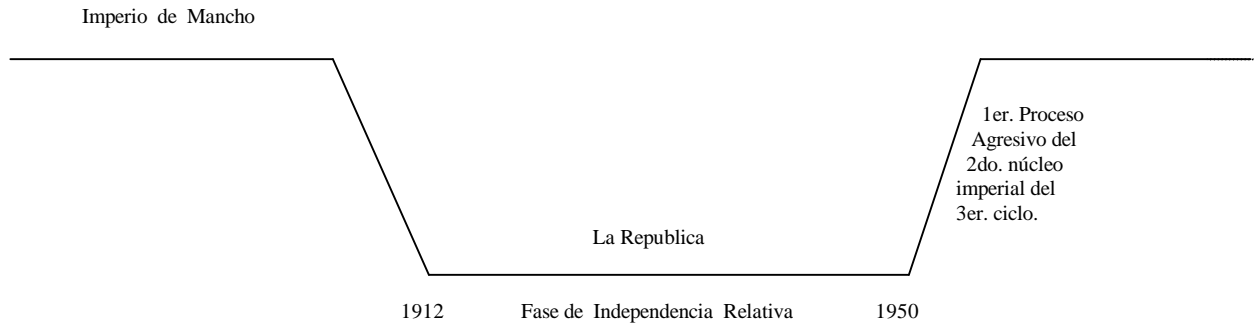 Imperio de Mancho
1er. Proceso
Agresivo del
2do. núcleo
imperial del
3er. ciclo.
La Republica
1912 Fase de Independencia Relativa 1950